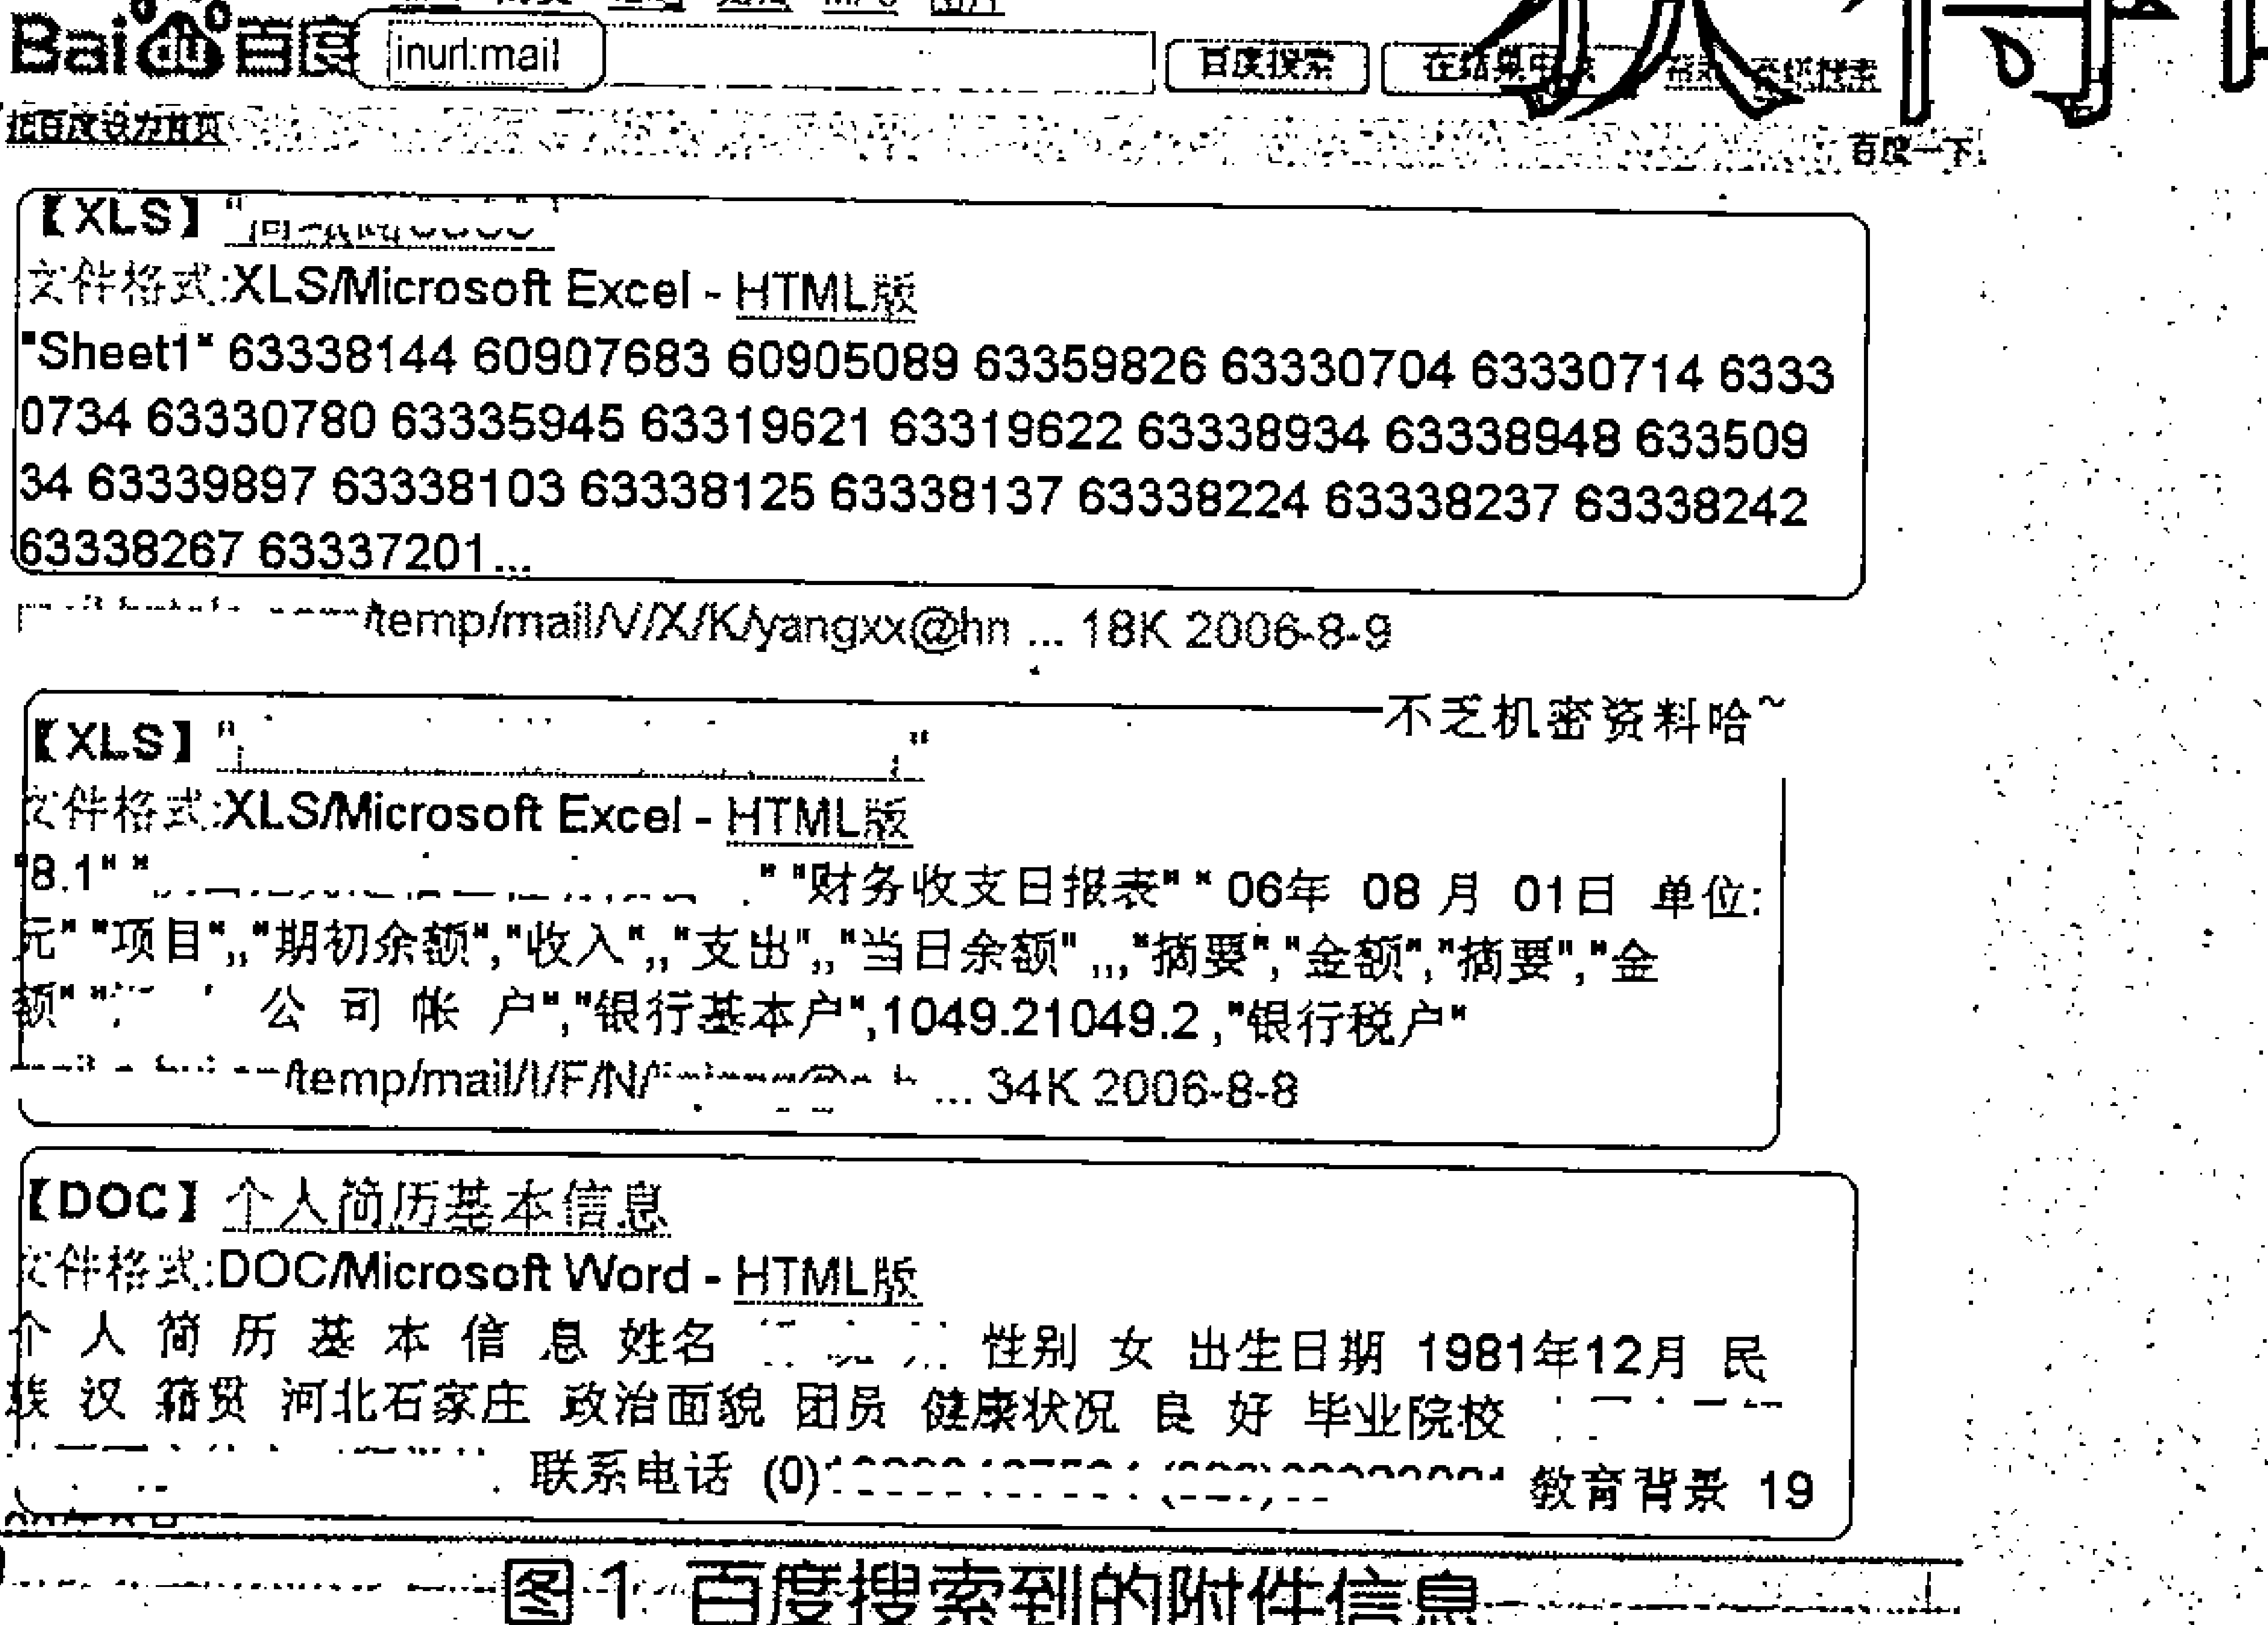 Baidu百度 inurl:mail 百度搜索
把百度设为首页
百度一下
【XLS】"
文件格式:XLS/Microsoft Excel - HTML版
"Sheet1" 63338144 60907683 60905089 63359826 63330704 63330714 6333
0734 63330780 63335945 63319621 63319622 63338934 63338948 633509
34 63339897 63338103 63338125 63338137 63338224 63338237 63338242
63338267 63337201...
/temp/mail/V/X/K/yangxx@hn ... 18K 2006-8-9
不乏机密资料哈~
【XLS】" "
文件格式:XLS/Microsoft Excel - HTML版
"8.1" " " "财务收支日报表" " 06年 08 月 01日 单位:
元" "项目",,"期初余额","收入",,"支出",,"当日余额" ,,,"摘要","金额","摘要","金
额" " 公 司 帐 户","银行基本户",1049.21049.2 ,"银行税户"
/temp/mail/I/F/N/ ... 34K 2006-8-8
【DOC】个人简历基本信息
文件格式:DOC/Microsoft Word - HTML版
个 人 简 历 基 本 信 息 姓名 性别 女 出生日期 1981年12月 民
族 汉 籍贯 河北石家庄 政治面貌 团员 健康状况 良 好 毕业院校
联系电话 (0) 教育背景 19
图1 百度搜索到的附件信息